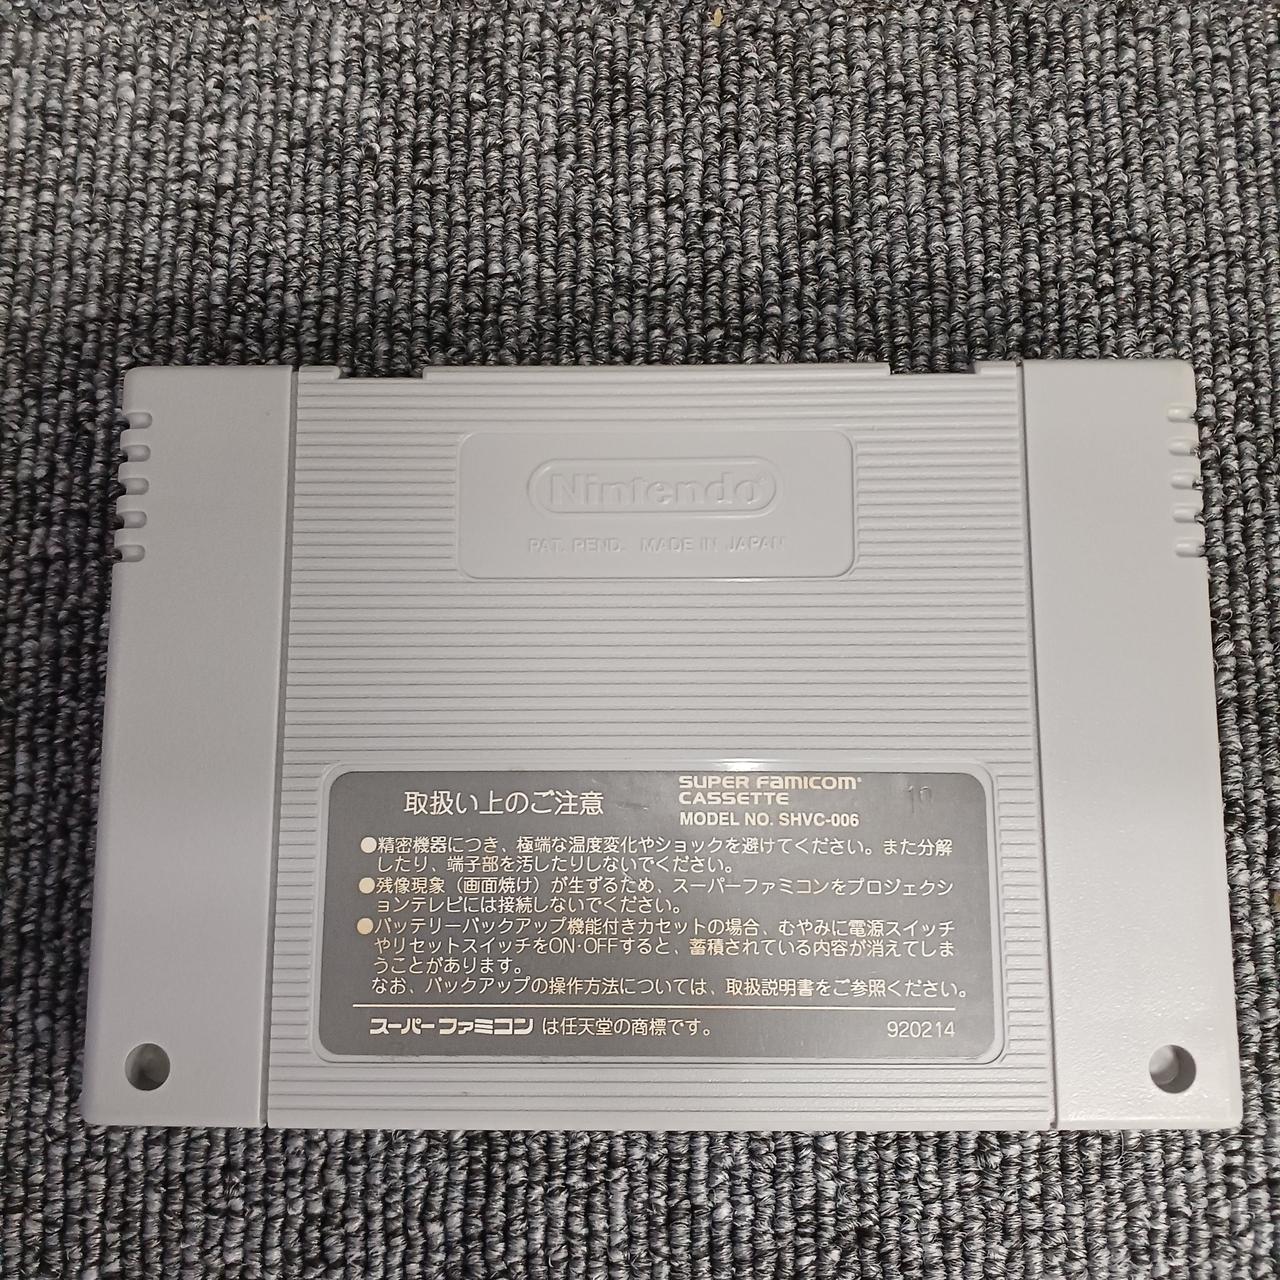 Nintendo
PAT. PEND. MADE IN JAPAN
取扱い上のご注意
SUPER FAMICOM
CASSETTE
MODEL NO. SHVC-006
10
●精密機器につき、極端な温度変化やショックを避けてください。また分解
したり、端子部を汚したりしないでください。
●残像現象（画面焼け）が生ずるため、スーパーファミコンをプロジェクシ
ョンテレビには接続しないでください。
●バッテリーバックアップ機能付きカセットの場合、むやみに電源スイッチ
やリセットスイッチをON･OFFすると、蓄積されている内容が消えてしま
うことがあります。
なお、バックアップの操作方法については、取扱説明書をご参照ください。
スーパーファミコン は任天堂の商標です。
920214